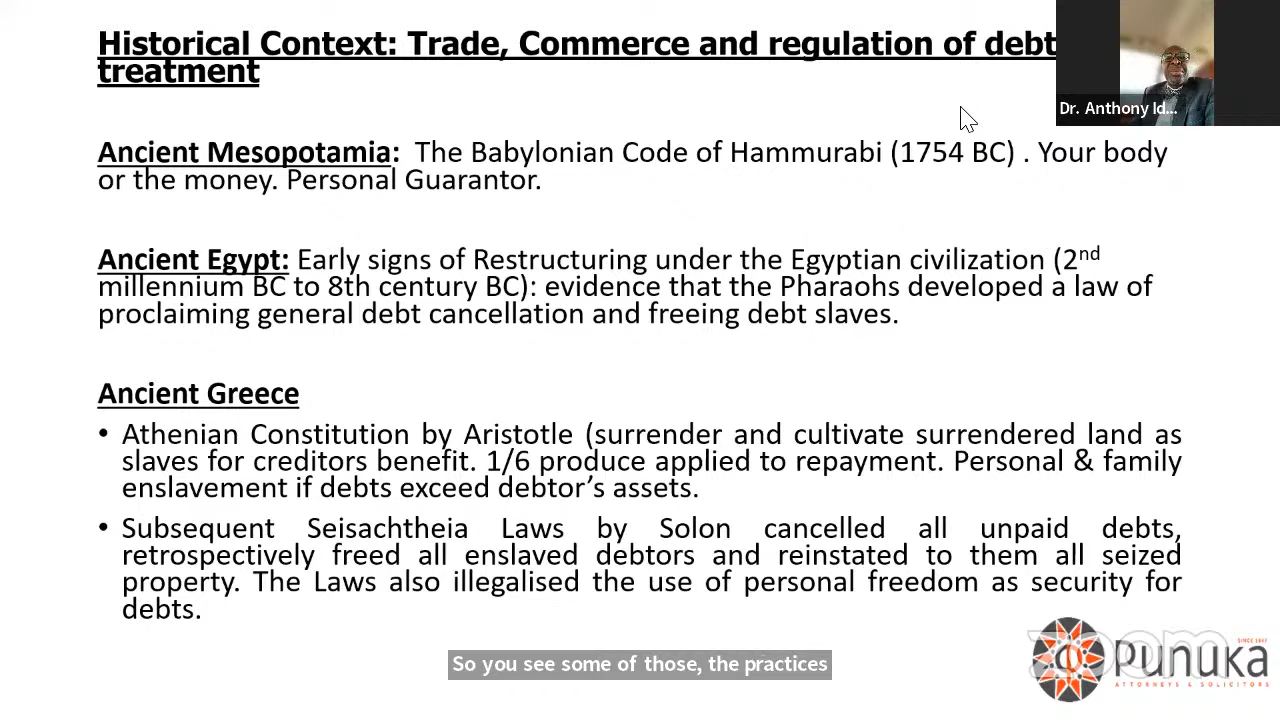 Historical Context: Trade, Commerce and regulation of debt
treatment
Dr. Anthony Id...
Ancient Mesopotamia: The Babylonian Code of Hammurabi (1754 BC) . Your body
or the money. Personal Guarantor.
Ancient Egypt: Early signs of Restructuring under the Egyptian civilization (2nd
millennium BC to 8th century BC): evidence that the Pharaohs developed a law of
proclaiming general debt cancellation and freeing debt slaves.
Ancient Greece
• Athenian Constitution by Aristotle (surrender and cultivate surrendered land as
slaves for creditors benefit. 1/6 produce applied to repayment. Personal & family
enslavement if debts exceed debtor's assets.
• Subsequent Seisachtheia Laws by Solon cancelled all unpaid debts,
retrospectively freed all enslaved debtors and reinstated to them all seized
property. The Laws also illegalised the use of personal freedom as security for
debts.
zoom
SINCE 1947
PUNUKA
ATTORNEYS & SOLICITORS
So you see some of those, the practices